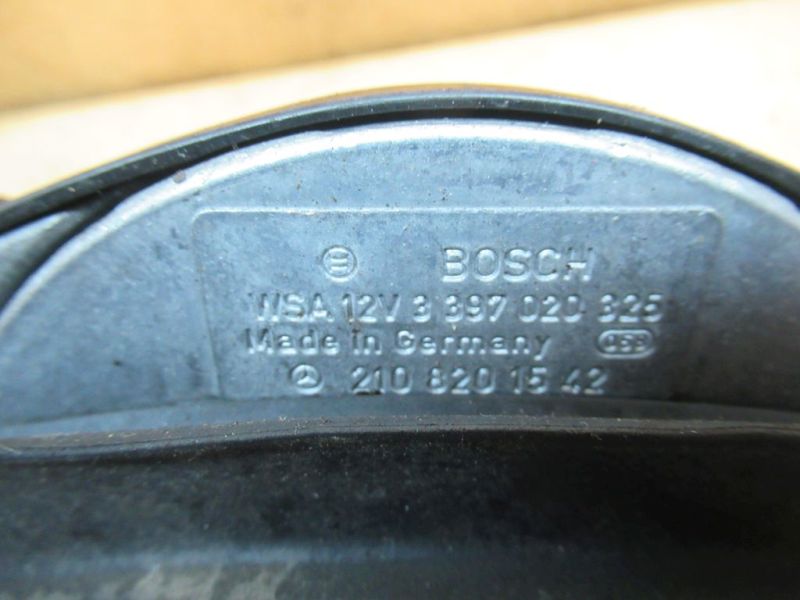 BOSCH
WSA 12V 3 397 020 325
Made in Germany
210 820 15 42